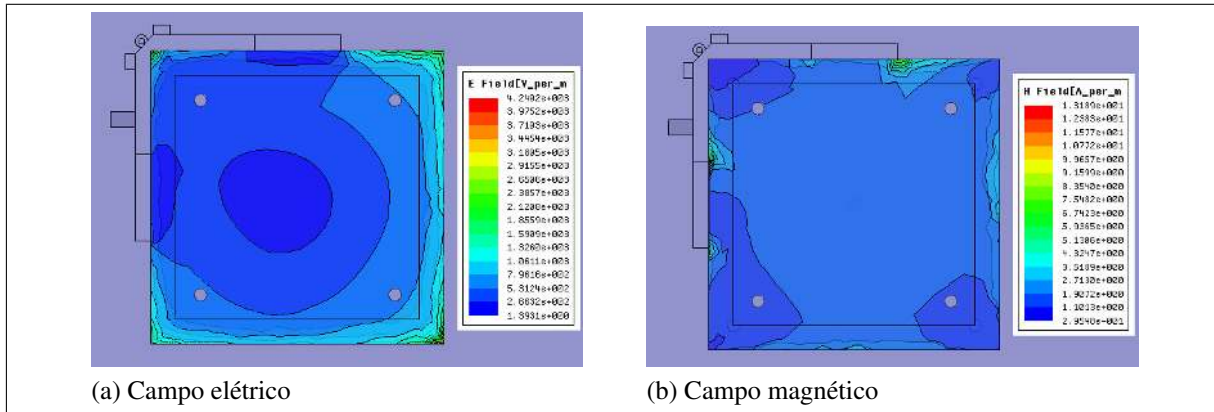 E Field[V_per_m
4.2402e+003
3.9752e+003
3.7103e+003
3.4454e+003
3.1805e+003
2.9155e+003
2.6506e+003
2.3857e+003
2.1208e+003
1.8559e+003
1.5909e+003
1.3260e+003
1.0611e+003
7.9616e+002
5.3124e+002
2.6632e+002
1.3931e+000
H Field[A_per_m
1.3189e+001
1.2383e+001
1.1577e+001
1.0772e+001
9.9657e+000
9.1599e+000
8.3540e+000
7.5482e+000
6.7423e+000
5.9365e+000
5.1306e+000
4.3247e+000
3.5189e+000
2.7130e+000
1.9072e+000
1.1013e+000
2.9548e-001
(a) Campo elétrico
(b) Campo magnético